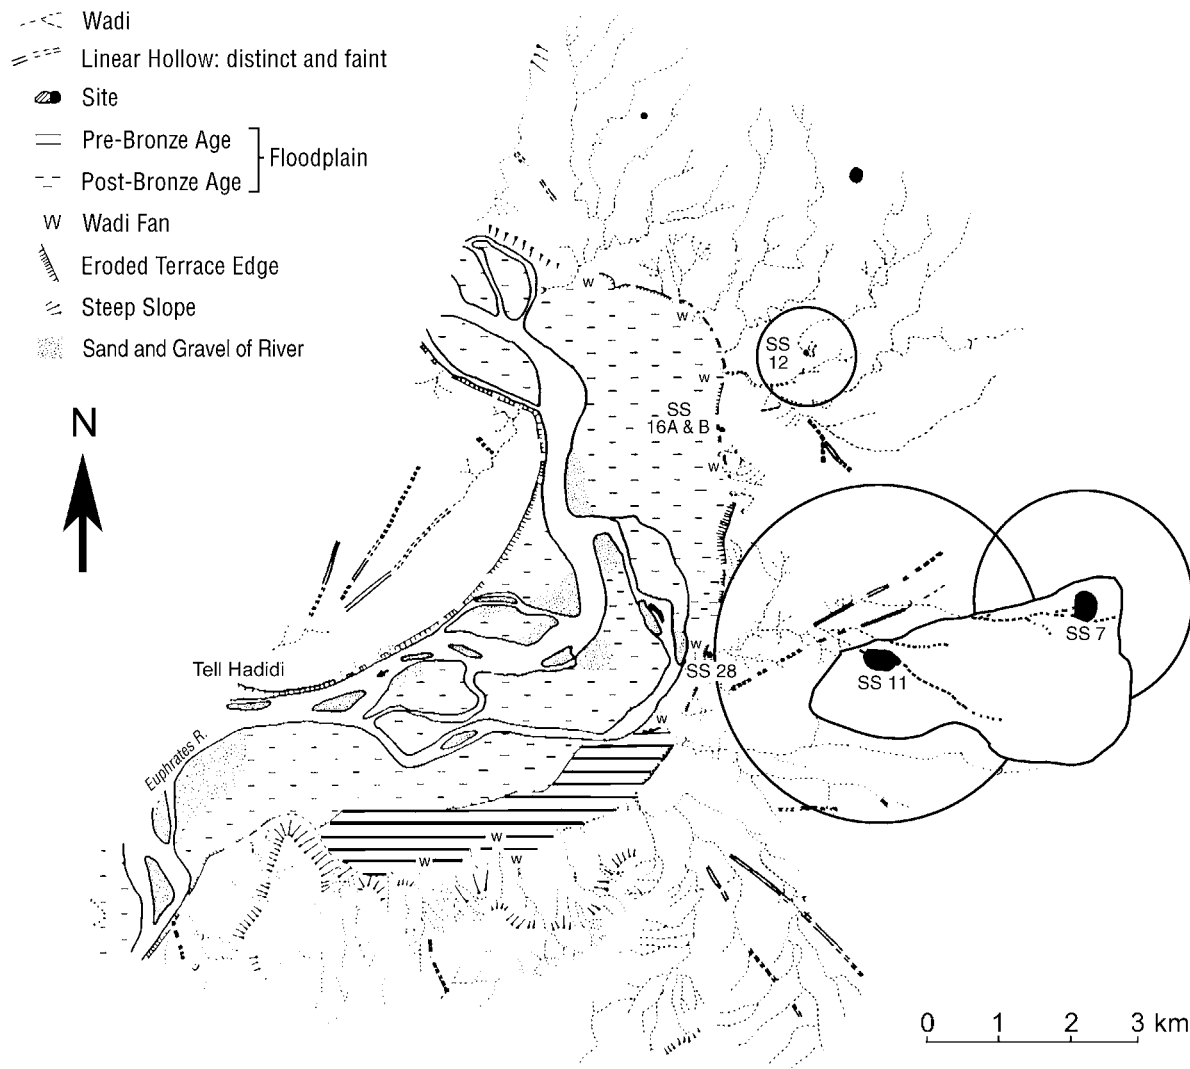 Wadi
Linear Hollow: distinct and faint
Site
Pre-Bronze Age
Floodplain
Post-Bronze Age
W Wadi Fan
Eroded Terrace Edge
Steep Slope
Sand and Gravel of River
N
W
W
SS
12
W
SS
16A & B
W
SS 7
W
Tell Hadidi
SS 28
SS 11
W
Euphrates R.
W
W
W
0 1 2 3 km